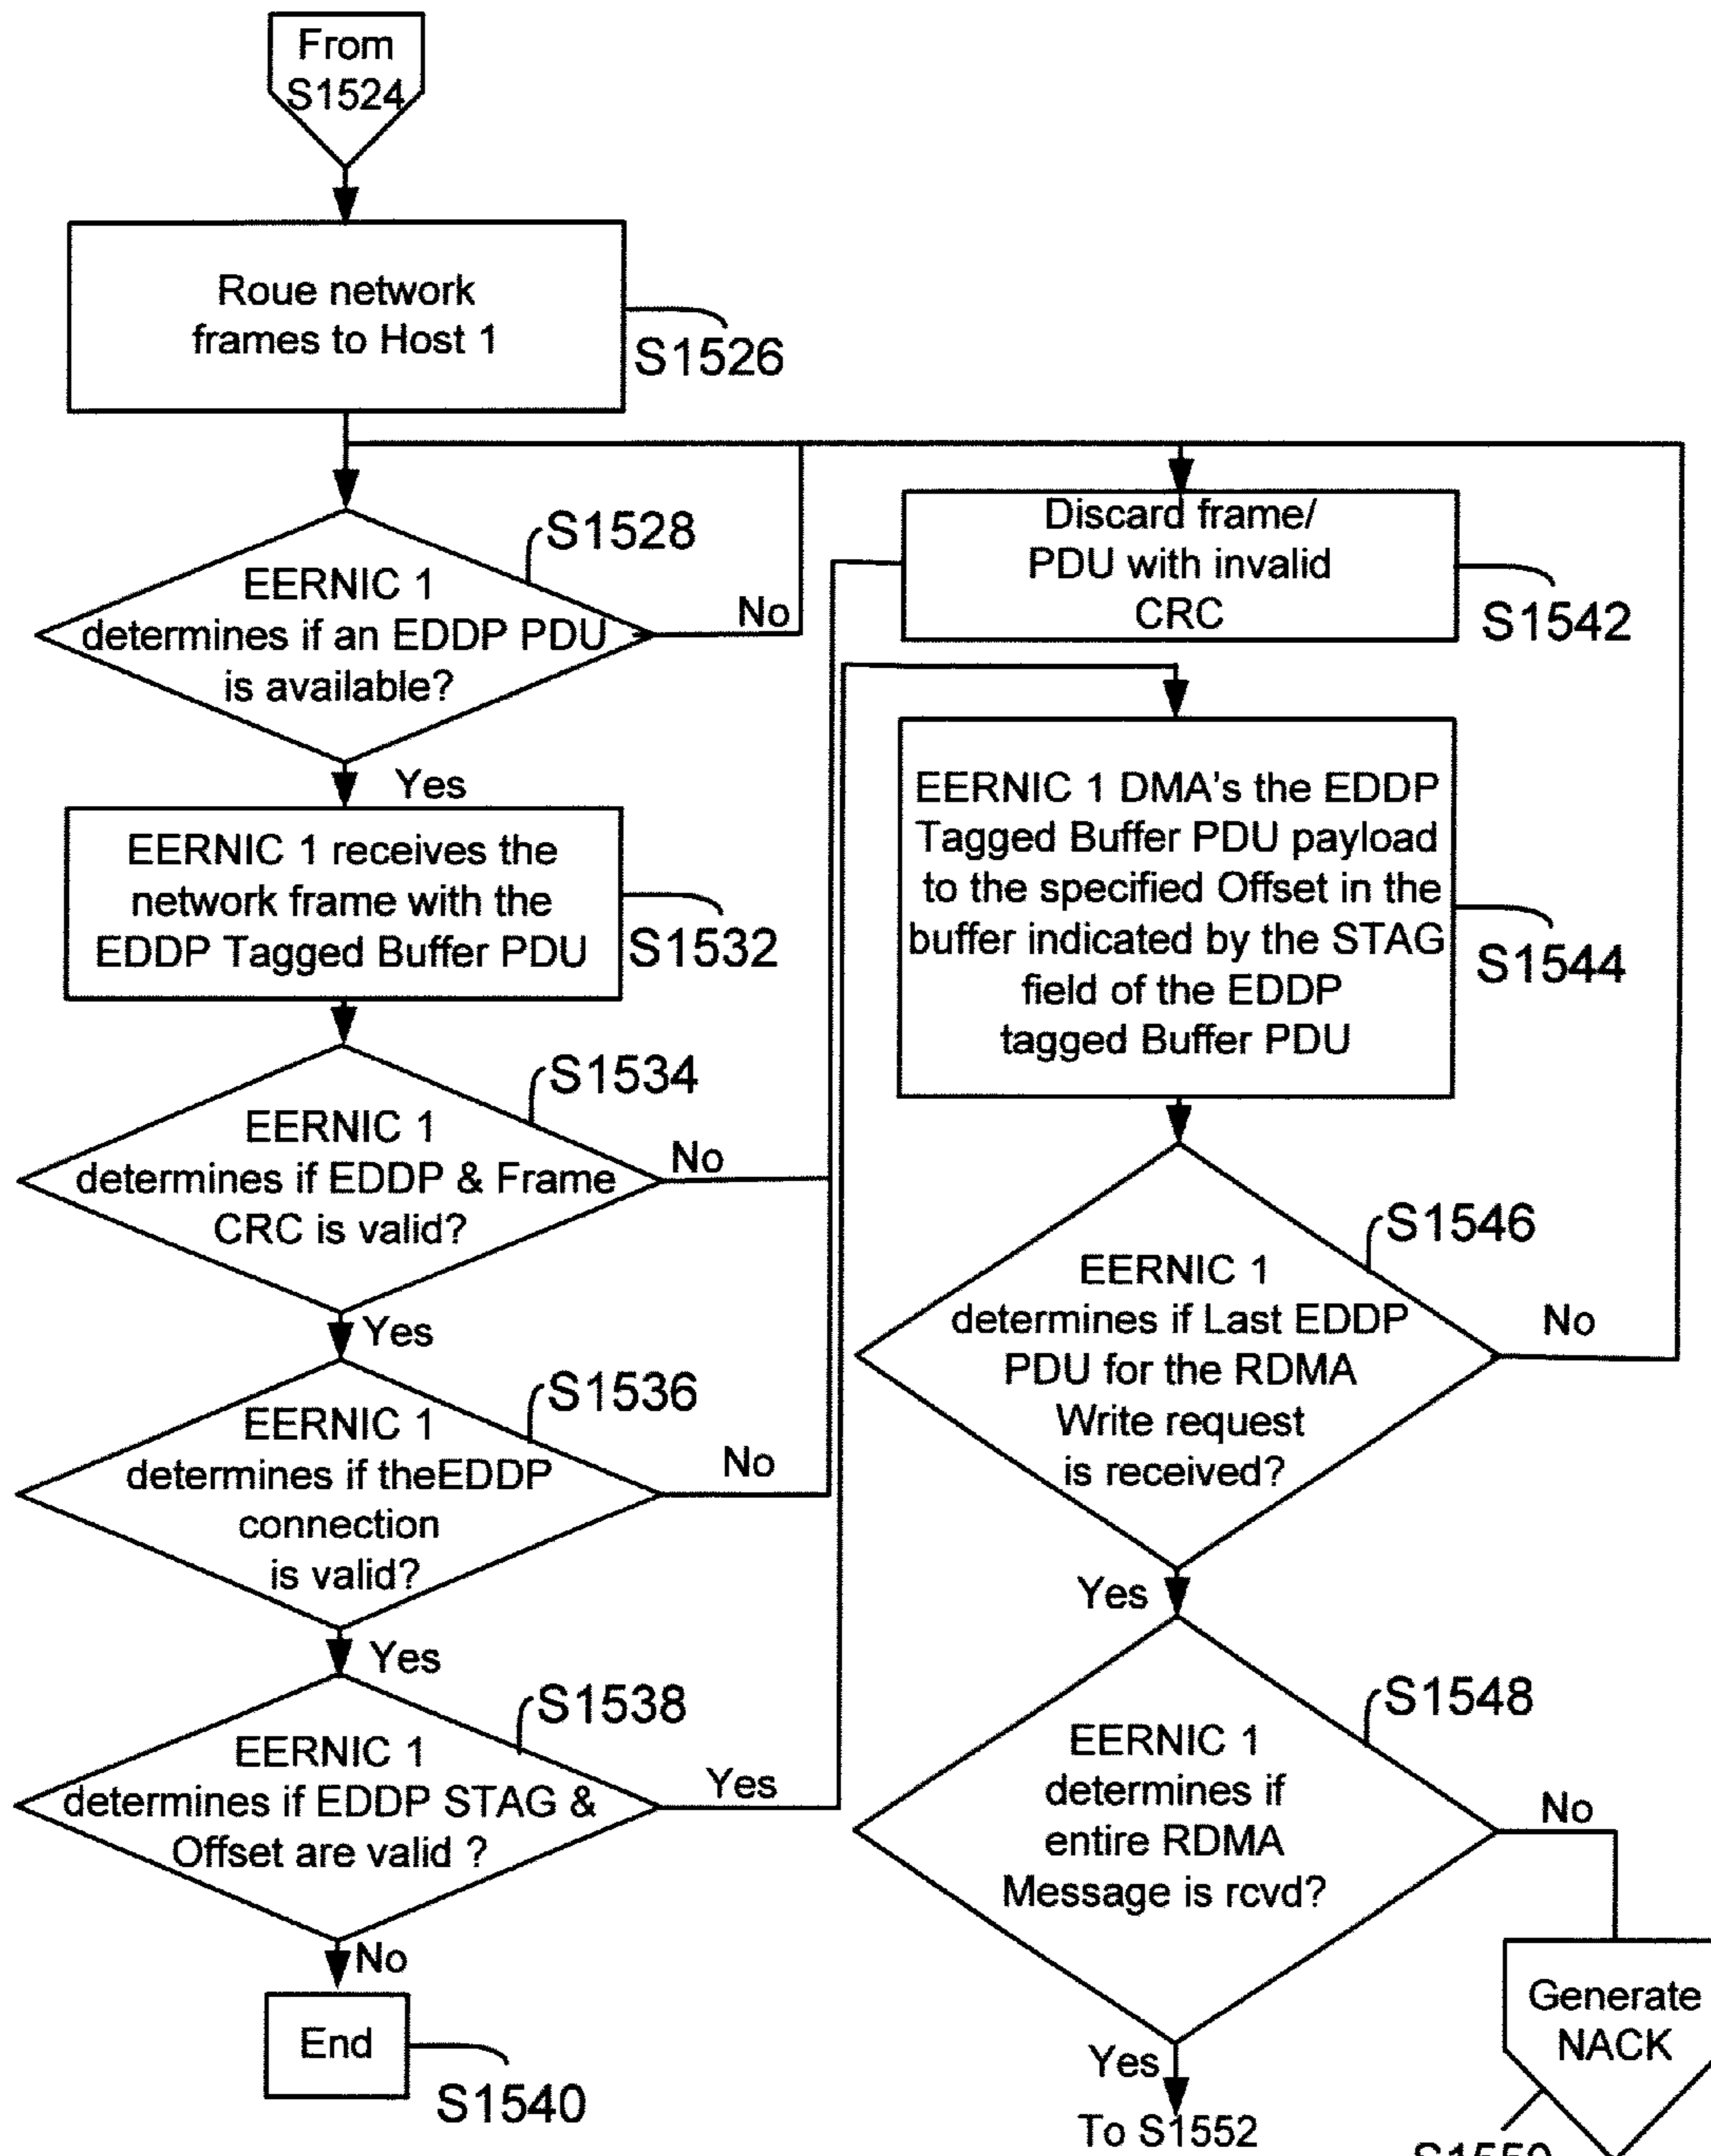 From
S1524
Roue network
frames to Host 1
S1526
S1528
EERNIC 1
determines if an EDDP PDU
is available?
No
Yes
EERNIC 1 receives the
network frame with the
EDDP Tagged Buffer PDU
S1532
S1534
EERNIC 1
determines if EDDP & Frame
CRC is valid?
No
Yes
S1536
EERNIC 1
determines if theEDDP
connection
is valid?
No
Yes
S1538
EERNIC 1
determines if EDDP STAG &
Offset are valid ?
Yes
No
End
S1540
Discard frame/
PDU with invalid
CRC
S1542
EERNIC 1 DMA's the EDDP
Tagged Buffer PDU payload
to the specified Offset in the
buffer indicated by the STAG
field of the EDDP
tagged Buffer PDU
S1544
S1546
EERNIC 1
determines if Last EDDP
PDU for the RDMA
Write request
is received?
No
Yes
S1548
EERNIC 1
determines if
entire RDMA
Message is rcvd?
No
Generate
NACK
Yes
To S1552